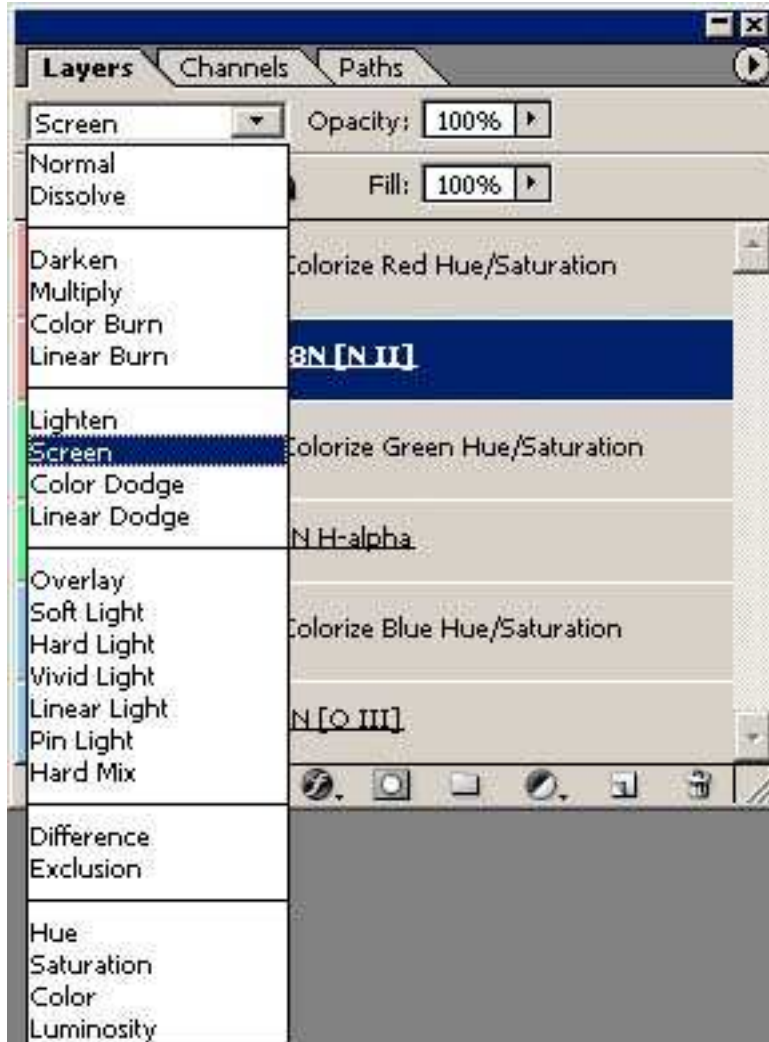 Layers Channels Paths
Screen Opacity: 100%
Normal
Dissolve
Fill: 100%
Darken
Multiply
Color Burn
Linear Burn
Lighten
Screen
Color Dodge
Linear Dodge
Overlay
Soft Light
Hard Light
Vivid Light
Linear Light
Pin Light
Hard Mix
Difference
Exclusion
Hue
Saturation
Color
Luminosity
Colorize Red Hue/Saturation
8N [N II]
Colorize Green Hue/Saturation
N H-alpha
Colorize Blue Hue/Saturation
N [O III]